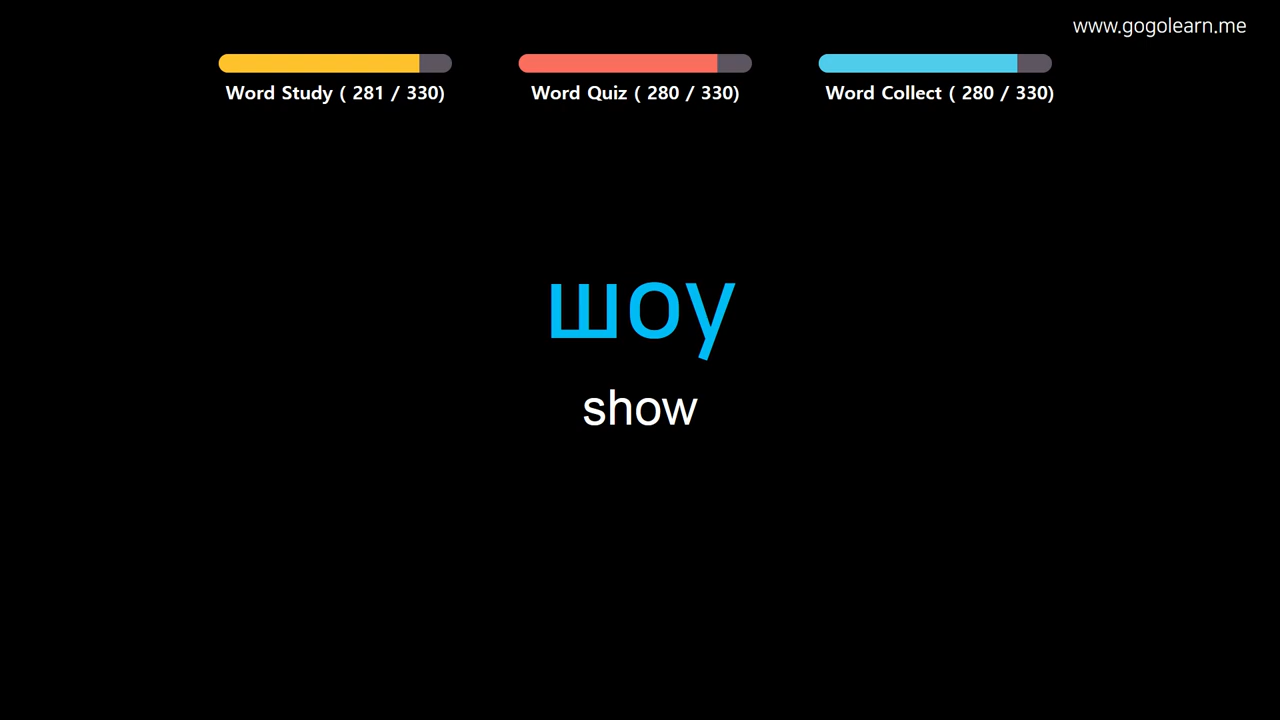 www.gogolearn.me
Word Study ( 281 / 330)
Word Quiz ( 280 / 330)
Word Collect ( 280 / 330)
шоу
show